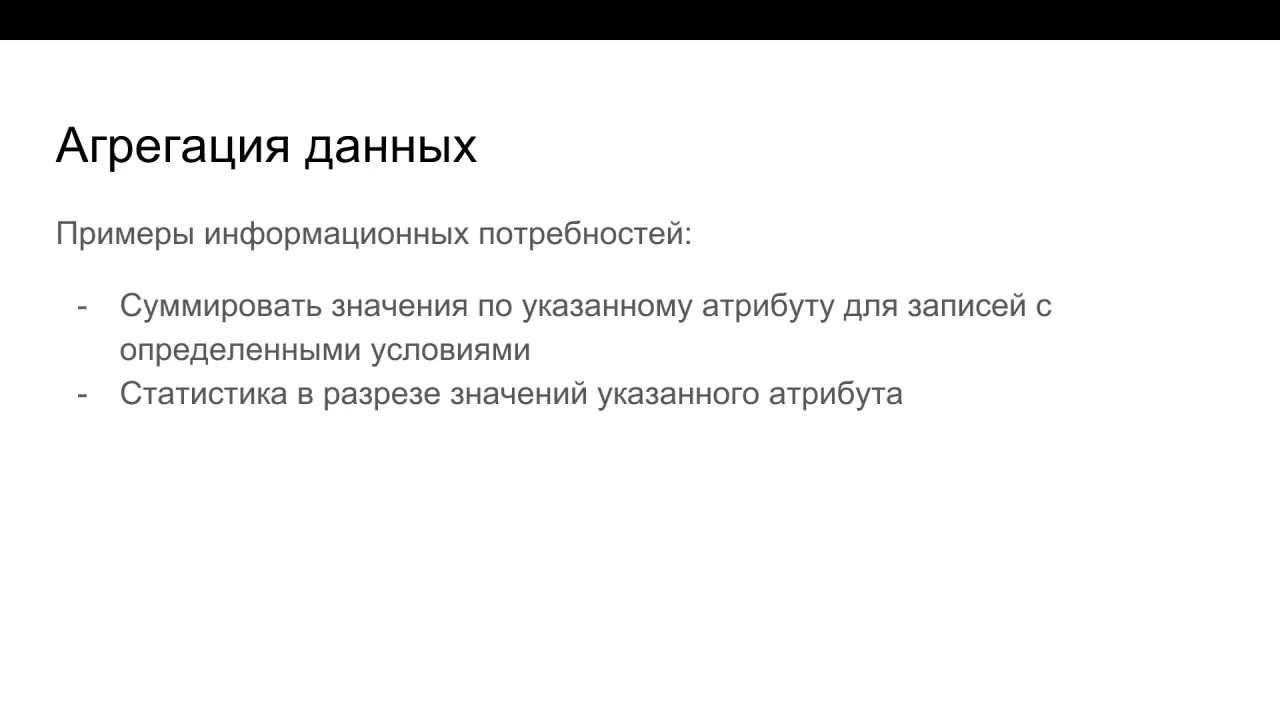 Агрегация данных
Примеры информационных потребностей:
- Суммировать значения по указанному атрибуту для записей с
определенными условиями
- Статистика в разрезе значений указанного атрибута